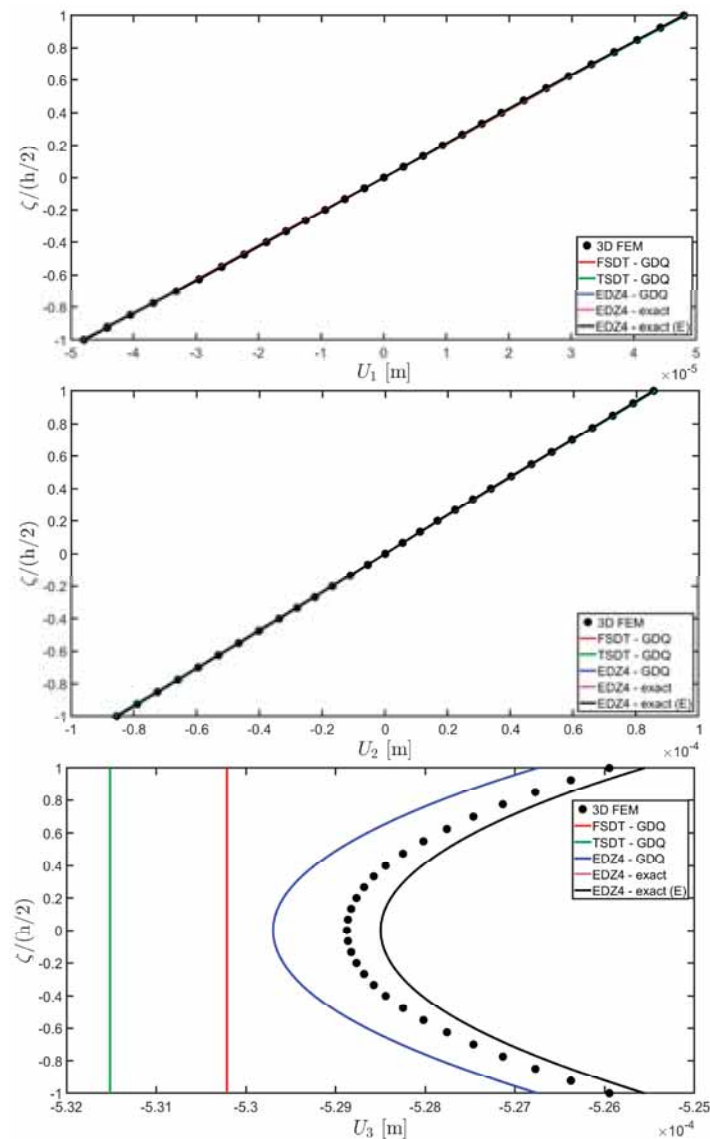 1
0.8
0.6
0.4
0.2
0
-0.2
-0.4
-0.6
-0.8
-1
ζ/(h/2)
3D FEM
FSDT - GDQ
TSDT - GDQ
EDZ4 - GDQ
EDZ4 - exact
EDZ4 - exact (E)
-5 -4 -3 -2 -1 0 1 2 3 4 5
U₁ [m]
×10⁻⁵
1
0.8
0.6
0.4
0.2
0
-0.2
-0.4
-0.6
-0.8
-1
ζ/(h/2)
3D FEM
FSDT - GDQ
TSDT - GDQ
EDZ4 - GDQ
EDZ4 - exact
EDZ4 - exact (E)
-0.1 -0.8 -0.6 -0.4 -0.2 0 0.2 0.4 0.6 0.8 1
U₂ [m]
×10⁻⁴
1
0.8
0.6
0.4
0.2
0
-0.2
-0.4
-0.6
-0.8
-1
ζ/(h/2)
3D FEM
FSDT - GDQ
TSDT - GDQ
EDZ4 - GDQ
EDZ4 - exact
EDZ4 - exact (E)
-5.32 -5.31 -5.3 -5.29 -5.28 -5.27 -5.26 -5.25
U₃ [m]
×10⁻⁴